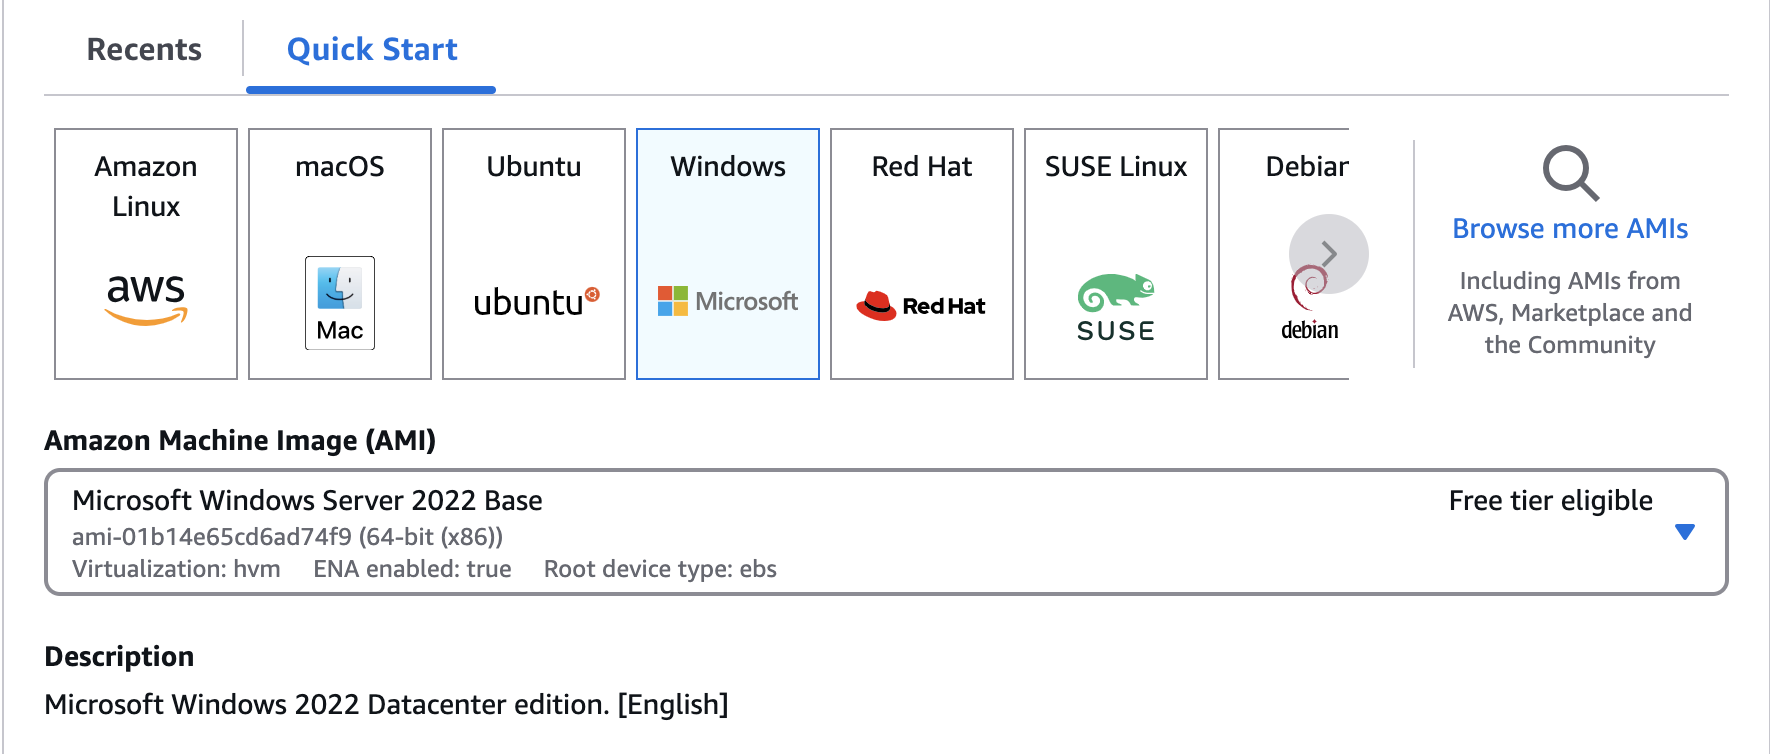 Recents
Quick Start
Amazon
Linux
aws
macOS
Mac
Ubuntu
ubuntu
Windows
Microsoft
Red Hat
Red Hat
SUSE Linux
SUSE
Debian
debian
Browse more AMIs
Including AMIs from
AWS, Marketplace and
the Community
Amazon Machine Image (AMI)
Microsoft Windows Server 2022 Base
Free tier eligible
ami-01b14e65cd6ad74f9 (64-bit (x86))
Virtualization: hvm ENA enabled: true Root device type: ebs
Description
Microsoft Windows 2022 Datacenter edition. [English]